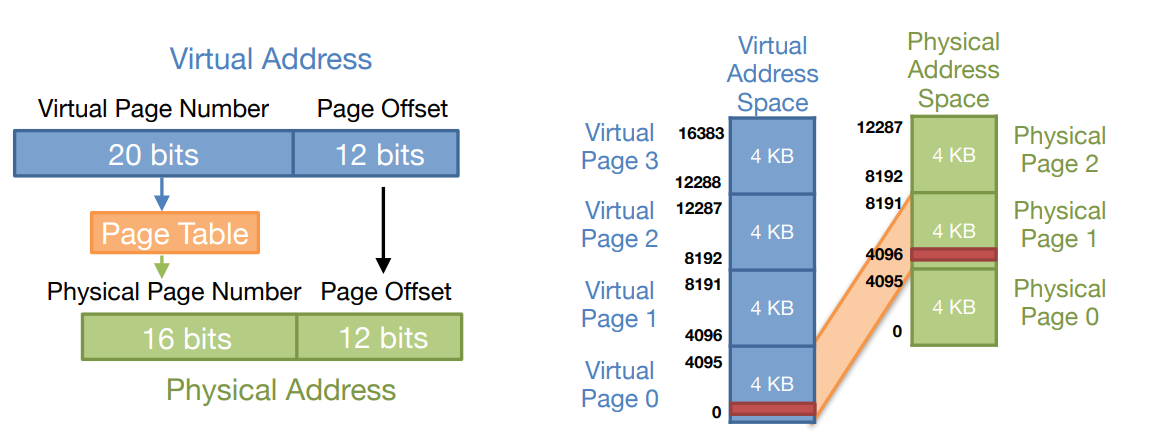 Virtual Address
Virtual Page Number Page Offset
20 bits 12 bits
Page Table
Physical Page Number Page Offset
16 bits 12 bits
Physical Address
Virtual
Address
Space
Physical
Address
Space
Virtual
Page 3
16383
4 KB
12288
Virtual
Page 2
12287
4 KB
8192
Virtual
Page 1
8191
4 KB
4096
Virtual
Page 0
4095
4 KB
0
12287
4 KB
8192
Physical
Page 2
8191
4 KB
4096
Physical
Page 1
4095
4 KB
0
Physical
Page 0